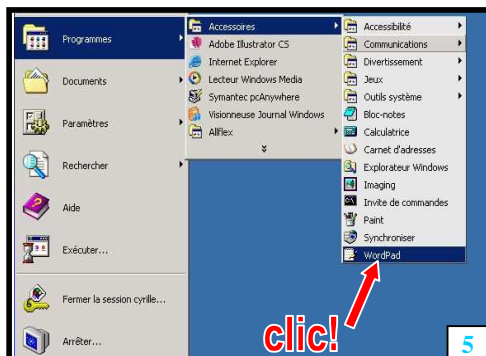 Programmes
Documents
Paramètres
Rechercher
Aide
Exécuter...
Fermer la session cyrille...
Arrêter...
Accessoires
Adobe Illustrator CS
Internet Explorer
Lecteur Windows Media
Symantec pcAnywhere
Visionneuse Journal Windows
Allflex
Accessibilité
Communications
Divertissement
Jeux
Outils système
Bloc-notes
Calculatrice
Carnet d'adresses
Explorateur Windows
Imaging
Invite de commandes
Paint
Synchroniser
WordPad
clic!
5